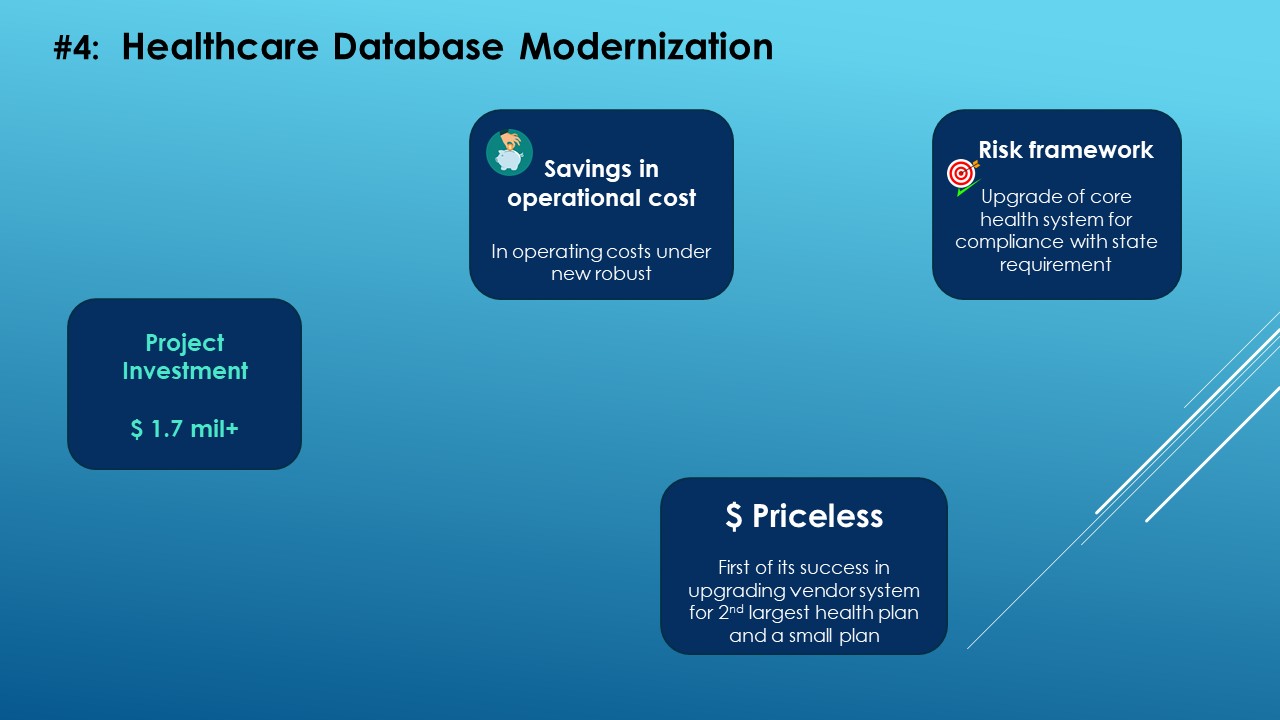 #4: Healthcare Database Modernization
Savings in
operational cost
In operating costs under
new robust
Risk framework
Upgrade of core
health system for
compliance with state
requirement
Project
Investment
$ 1.7 mil+
$ Priceless
First of its success in
upgrading vendor system
for 2nd largest health plan
and a small plan